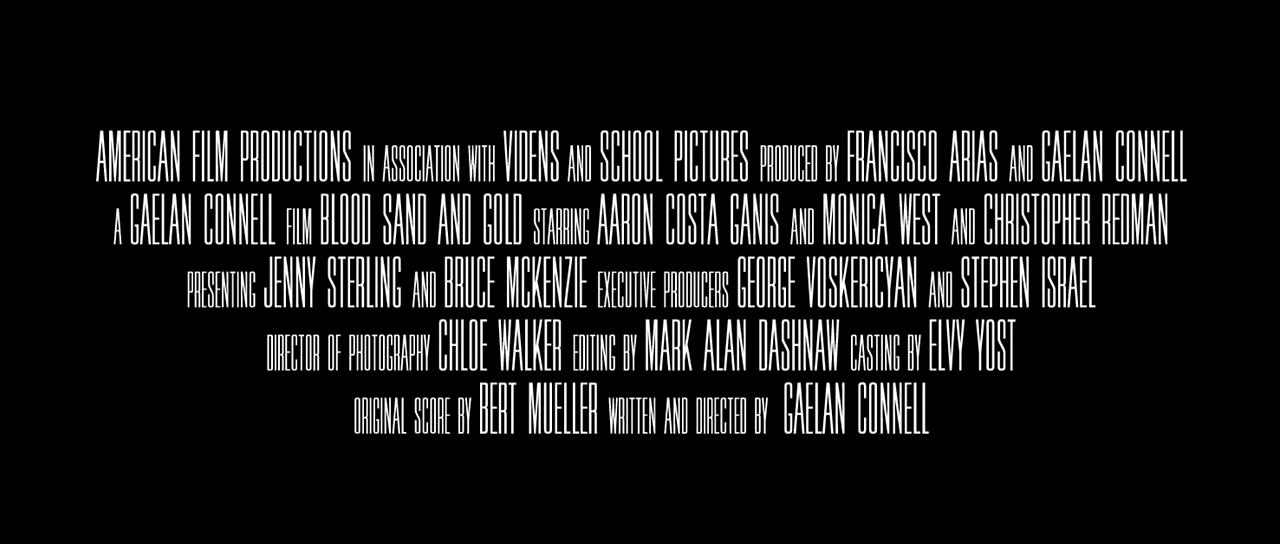 AMERICAN FILM PRODUCTIONS IN ASSOCIATION WITH VIDENS AND SCHOOL PICTURES PRODUCED BY FRANCISCO ARIAS AND GAELAN CONNELL
A GAELAN CONNELL FILM BLOOD SAND AND GOLD STARRING AARON COSTA GANIS AND MONICA WEST AND CHRISTOPHER REDMAN
PRESENTING JENNY STERLING AND BRUCE MCKENZIE EXECUTIVE PRODUCERS GEORGE VOSKERICYAN AND STEPHEN ISRAEL
DIRECTOR OF PHOTOGRAPHY CHLOE WALKER EDITING BY MARK ALAN DASHNAW CASTING BY ELVY YOST
ORIGINAL SCORE BY BERT MUELLER WRITTEN AND DIRECTED BY GAELAN CONNELL